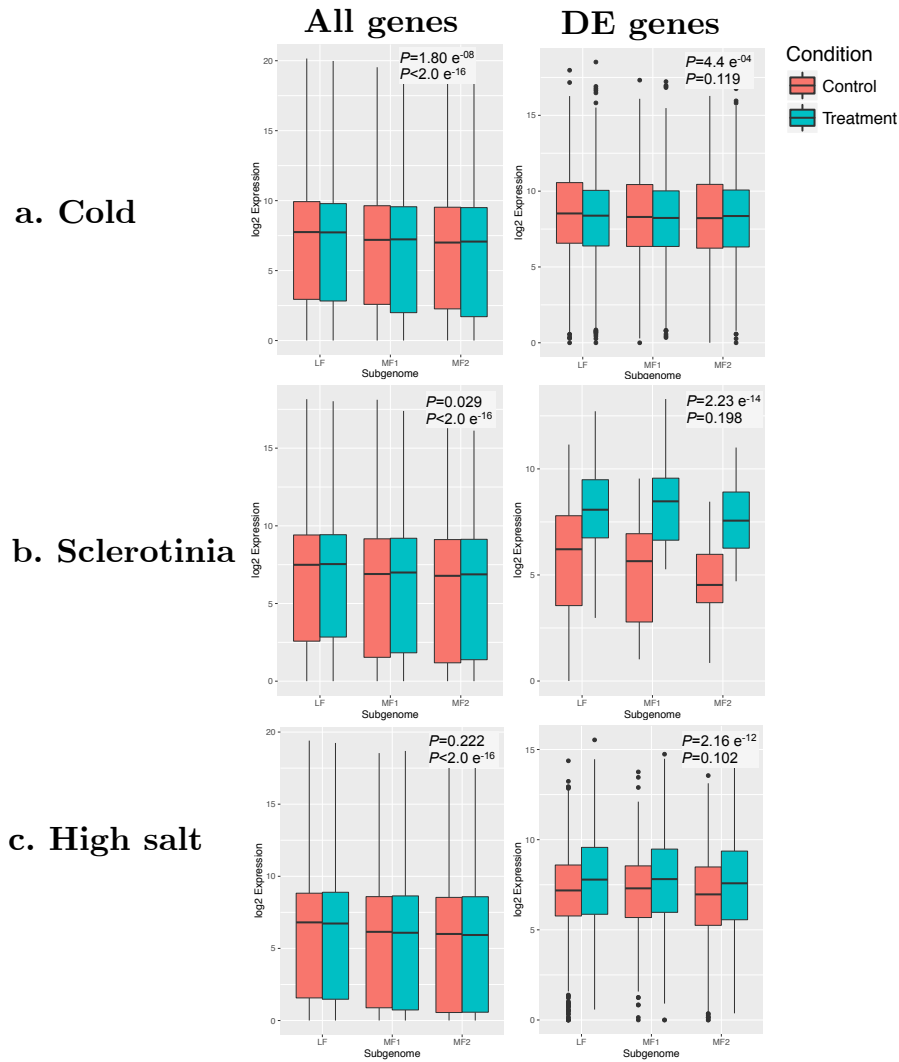 All genes
DE genes
Condition
Control
Treatment
a. Cold
P=1.80 e-08
P<2.0 e-16
log2 Expression
20
15
10
5
0
LF MF1 MF2
Subgenome
P=4.4 e-04
P=0.119
log2 Expression
15
10
5
0
LF MF1 MF2
Subgenome
b. Sclerotinia
P=0.029
P<2.0 e-16
log2 Expression
15
10
5
0
LF MF1 MF2
Subgenome
P=2.23 e-14
P=0.198
log2 Expression
10
5
0
LF MF1 MF2
Subgenome
c. High salt
P=0.222
P<2.0 e-16
log2 Expression
20
15
10
5
0
LF MF1 MF2
Subgenome
P=2.16 e-12
P=0.102
log2 Expression
15
10
5
0
LF MF1 MF2
Subgenome